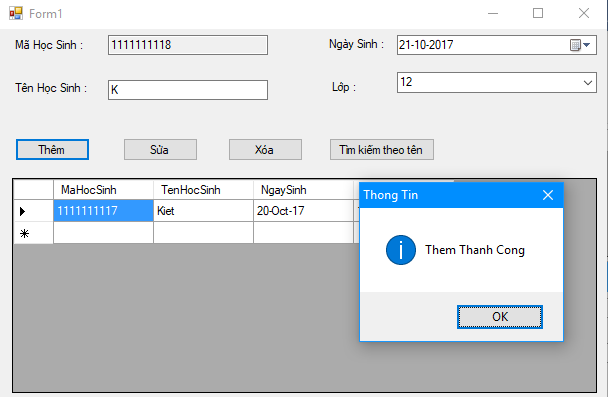 Form1
Mã Học Sinh : 1111111118 Ngày Sinh : 21-10-2017
Tên Học Sinh : K Lốp : 12
Thêm Sửa Xóa Tìm kiếm theo tên
MaHocSinh TenHocSinh NgaySinh
1111111117 Kiet 20-Oct-17
Thong Tin
Them Thanh Cong
OK